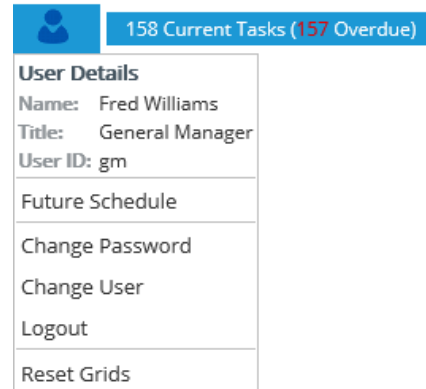 158 Current Tasks (157 Overdue)
User Details
Name: Fred Williams
Title: General Manager
User ID: gm
Future Schedule
Change Password
Change User
Logout
Reset Grids